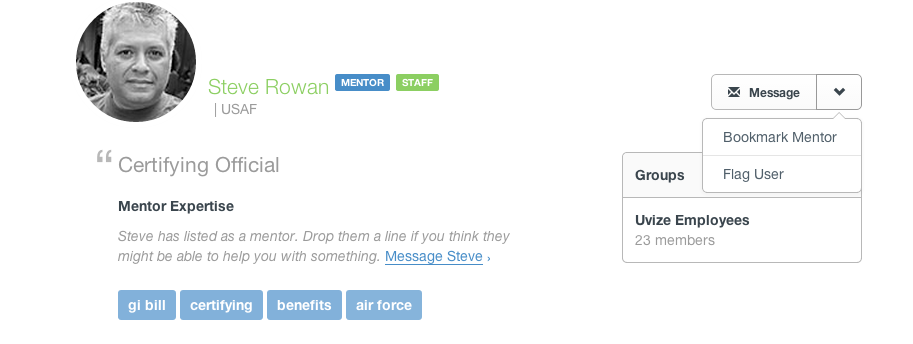 Steve Rowan MENTOR STAFF
| USAF
Message
Bookmark Mentor
Flag User
“ Certifying Official
Mentor Expertise
Steve has listed as a mentor. Drop them a line if you think they
might be able to help you with something. Message Steve ›
gi bill certifying benefits air force
Groups
Uvize Employees
23 members